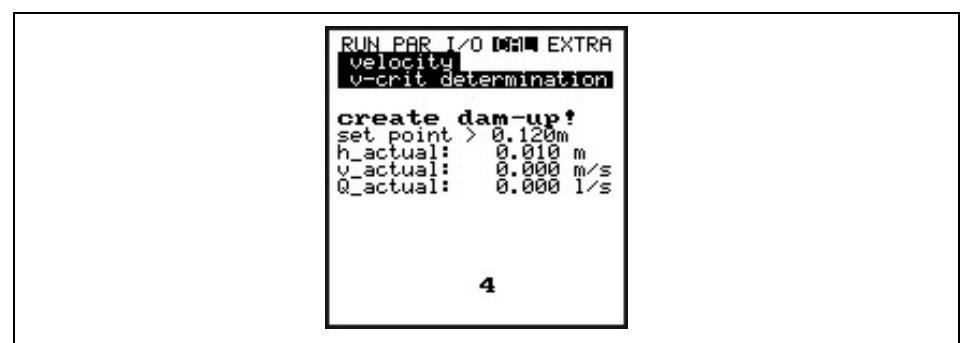 RUN PAR I/O CAL EXTRA
velocity
v-crit determination
create dam-up!
set point > 0.120m
h_actual: 0.010 m
v_actual: 0.000 m/s
Q_actual: 0.000 l/s
4